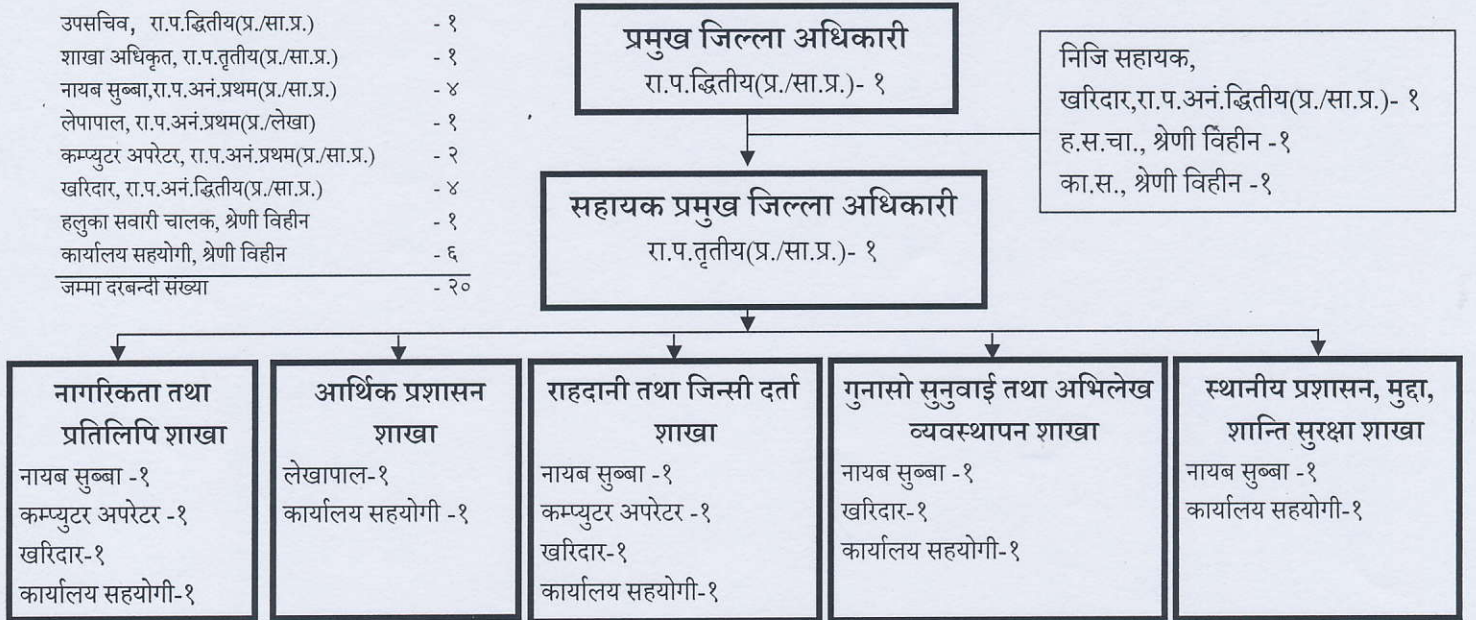 उपसचिव, रा.प.द्धितीय(प्र./सा.प्र.) - १
शाखा अधिकृत, रा.प.तृतीय(प्र./सा.प्र.) - १
नायब सुब्बा,रा.प.अनं.प्रथम(प्र./सा.प्र.) - ४
लेपापाल, रा.प.अनं.प्रथम(प्र./लेखा) - १
कम्प्युटर अपरेटर, रा.प.अनं.प्रथम(प्र./सा.प्र.) - २
खरिदार, रा.प.अनं.द्धितीय(प्र./सा.प्र.) - ४
हलुका सवारी चालक, श्रेणी विहीन - १
कार्यालय सहयोगी, श्रेणी विहीन - ६
जम्मा दरबन्दी संख्या - २०
प्रमुख जिल्ला अधिकारी
रा.प.द्धितीय(प्र./सा.प्र.)- १
निजि सहायक,
खरिदार,रा.प.अनं.द्धितीय(प्र./सा.प्र.)- १
ह.स.चा., श्रेणी विहीन -१
का.स., श्रेणी विहीन -१
सहायक प्रमुख जिल्ला अधिकारी
रा.प.तृतीय(प्र./सा.प्र.)- १
नागरिकता तथा
प्रतिलिपि शाखा
नायब सुब्बा -१
कम्प्युटर अपरेटर -१
खरिदार-१
कार्यालय सहयोगी-१
आर्थिक प्रशासन
शाखा
लेखापाल-१
कार्यालय सहयोगी -१
राहदानी तथा जिन्सी दर्ता
शाखा
नायब सुब्बा -१
कम्प्युटर अपरेटर -१
खरिदार-१
कार्यालय सहयोगी-१
गुनासो सुनुवाई तथा अभिलेख
व्यवस्थापन शाखा
नायब सुब्बा -१
खरिदार-१
कार्यालय सहयोगी-१
स्थानीय प्रशासन, मुद्दा,
शान्ति सुरक्षा शाखा
नायब सुब्बा -१
कार्यालय सहयोगी-१